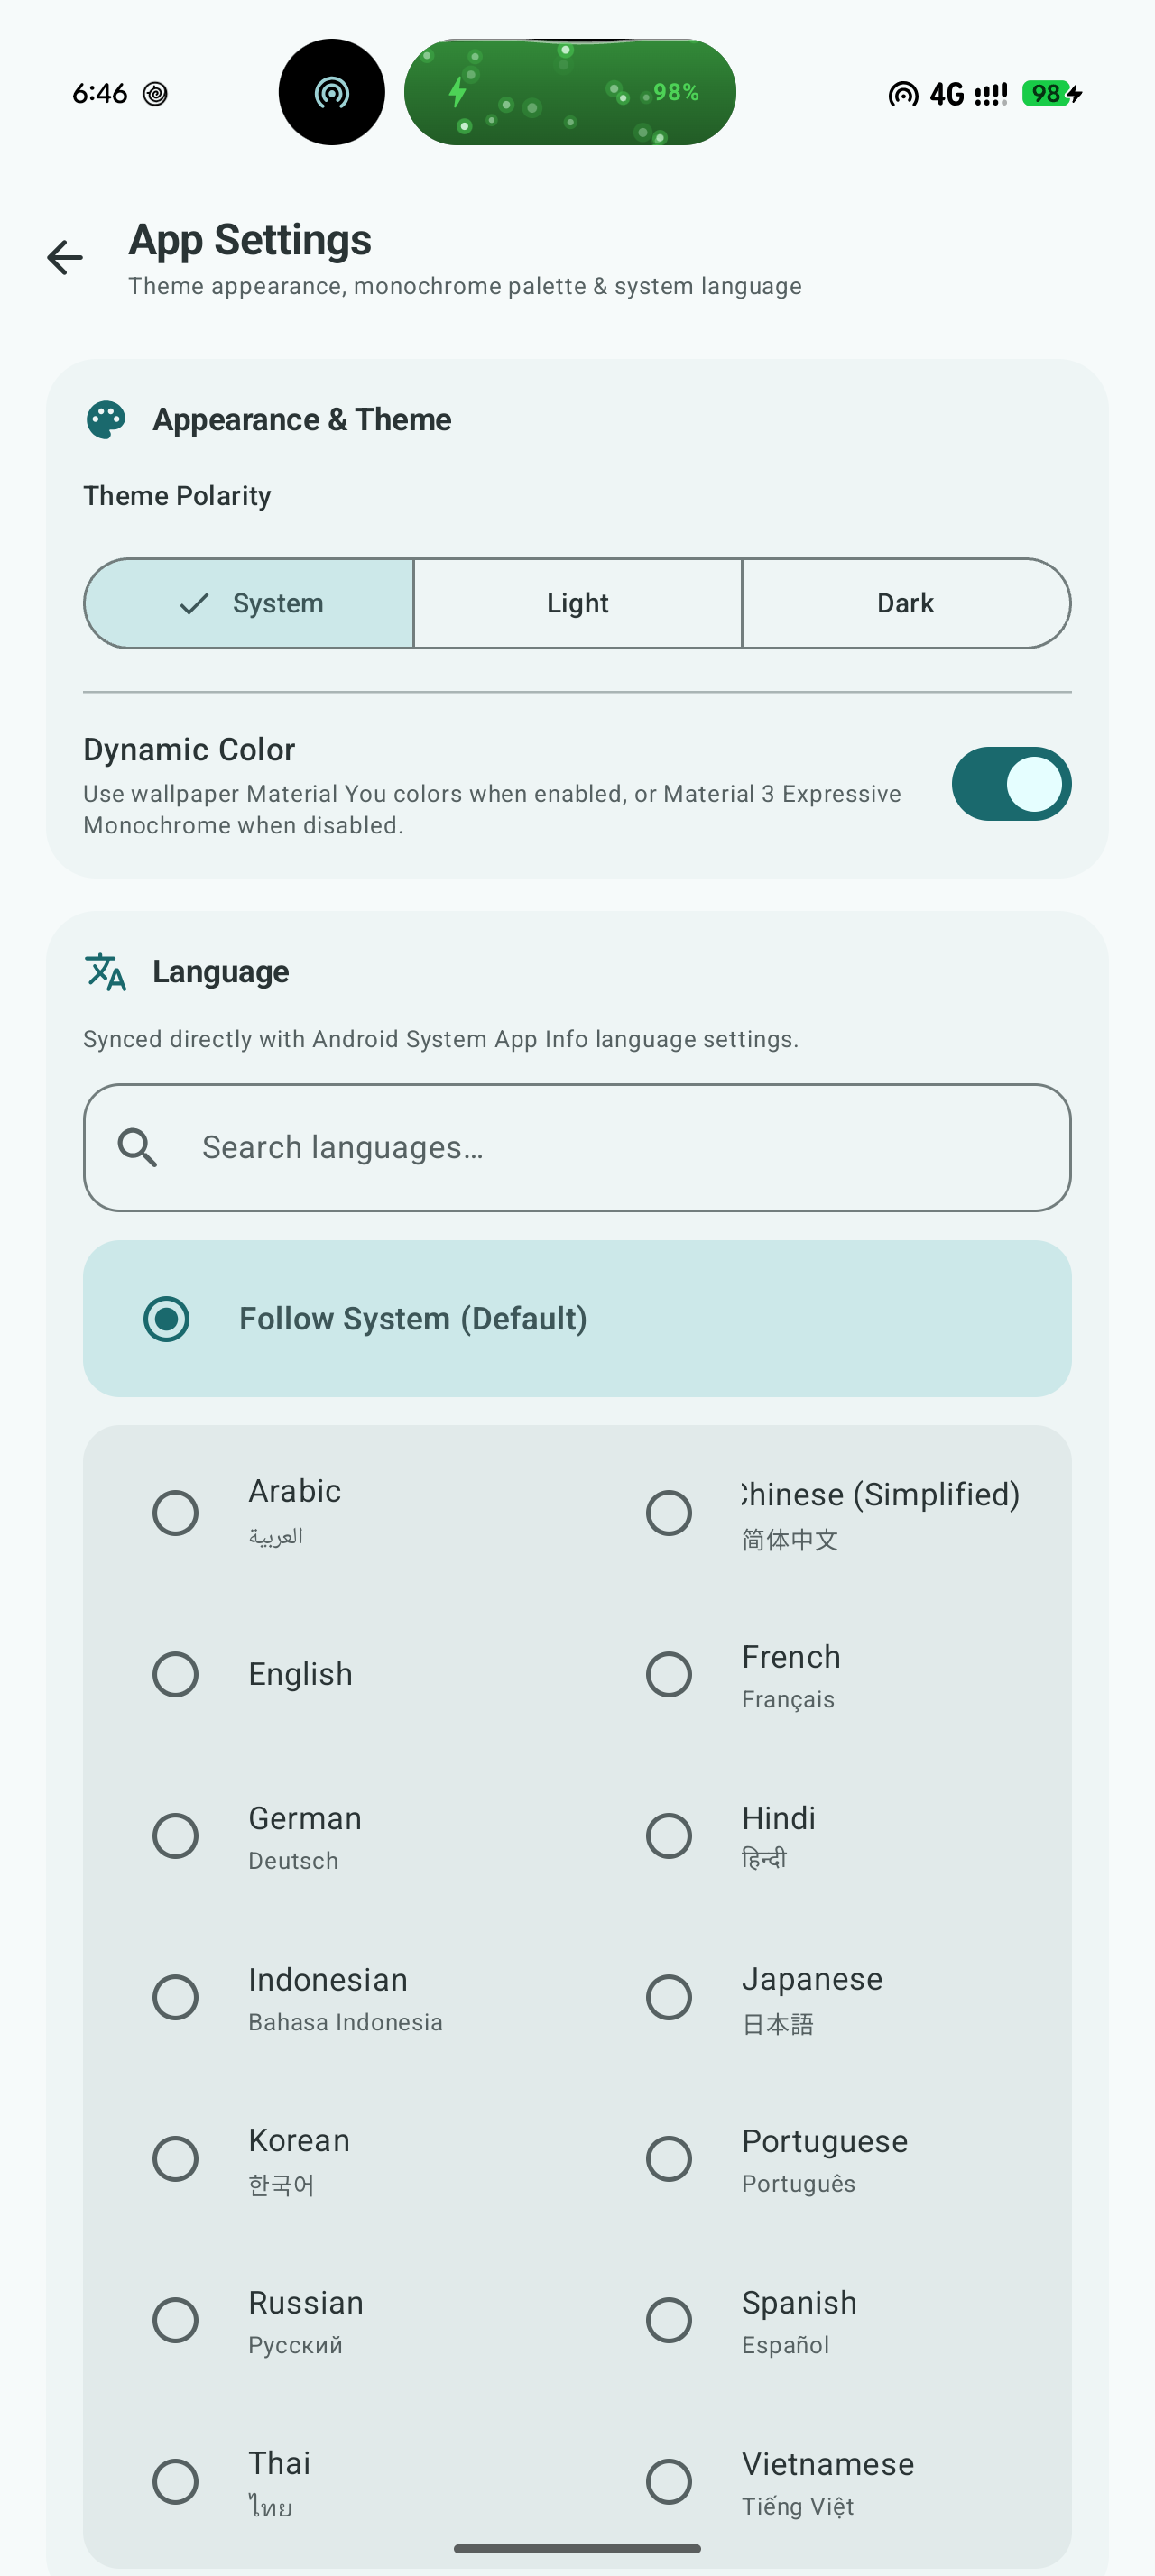 6:46
98%
4G
98
App Settings
Theme appearance, monochrome palette & system language
Appearance & Theme
Theme Polarity
System
Light
Dark
Dynamic Color
Use wallpaper Material You colors when enabled, or Material 3 Expressive
Monochrome when disabled.
Language
Synced directly with Android System App Info language settings.
Search languages...
Follow System (Default)
Arabic
العربية
Chinese (Simplified)
简体中文
English
French
Français
German
Deutsch
Hindi
हिन्दी
Indonesian
Bahasa Indonesia
Japanese
日本語
Korean
한국어
Portuguese
Português
Russian
Русский
Spanish
Español
Thai
ไทย
Vietnamese
Tiếng Việt